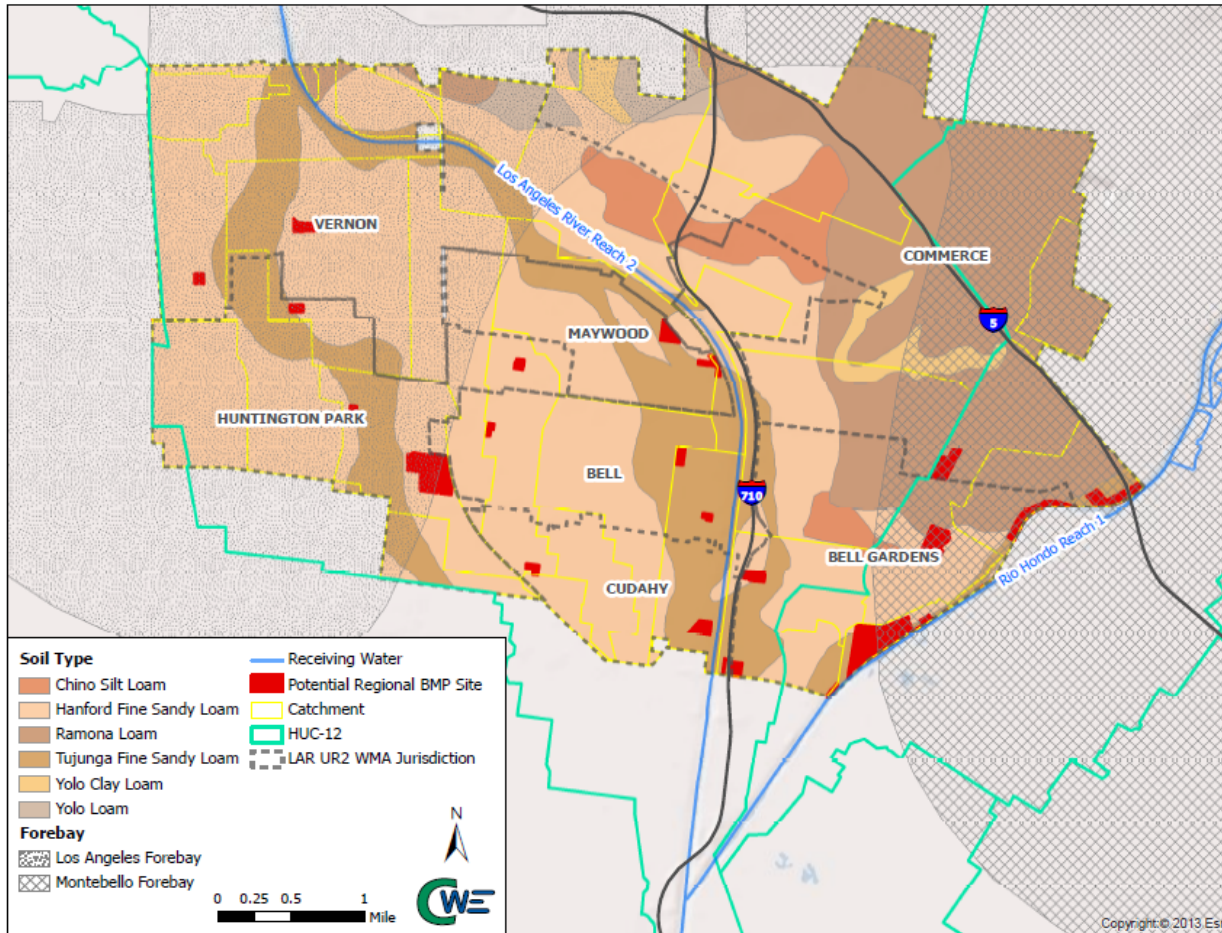 Los Angeles River Reach 2
VERNON
COMMERCE
5
MAYWOOD
HUNTINGTON PARK
BELL
710
BELL GARDENS
Rio Hondo Reach 1
CUDAHY
Soil Type
Chino Silt Loam
Hanford Fine Sandy Loam
Ramona Loam
Tujunga Fine Sandy Loam
Yolo Clay Loam
Yolo Loam
Forebay
Los Angeles Forebay
Montebello Forebay
Receiving Water
Potential Regional BMP Site
Catchment
HUC-12
LAR UR2 WMA Jurisdiction
N
0 0.25 0.5 1
Mile
CWE
Copyright:© 2013 Esri